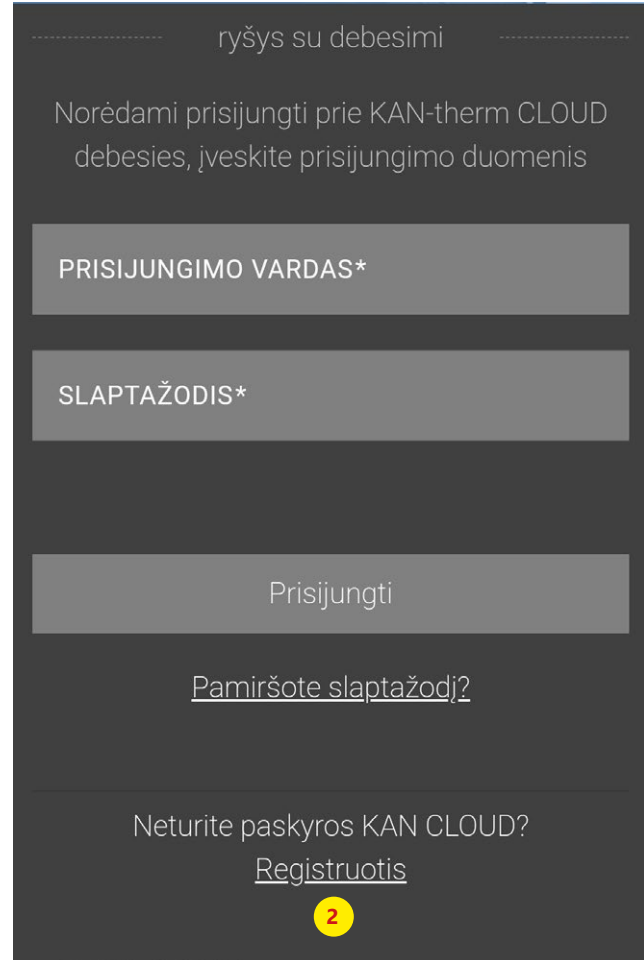 ryšys su debesimi
Norėdami prisijungti prie KAN-therm CLOUD
debesies, įveskite prisijungimo duomenis
PRISIJUNGIMO VARDAS*
SLAPTAŽODIS*
Prisijungti
Pamiršote slaptažodį?
Neturite paskyros KAN CLOUD?
Registruotis
2